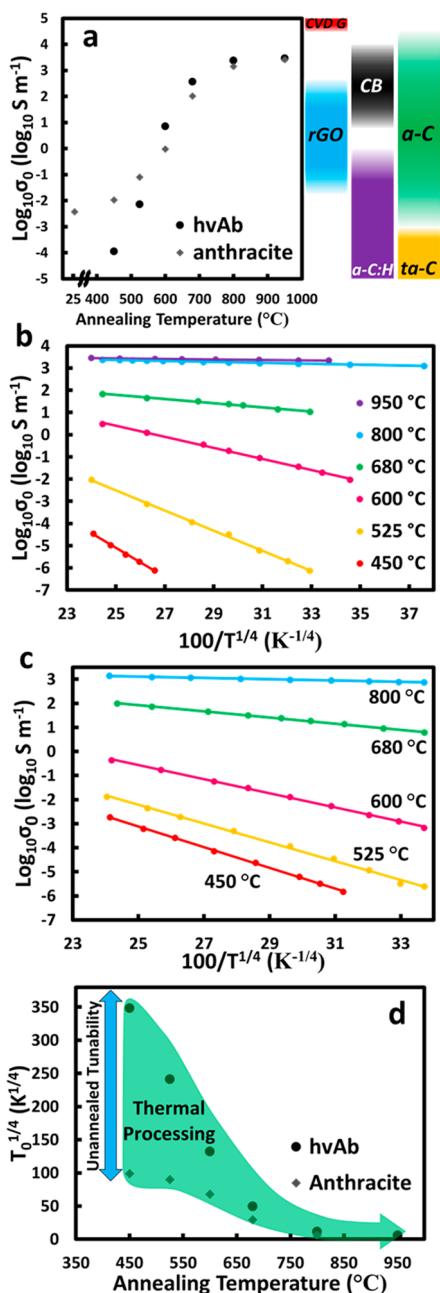 a
5
4
3
2
1
0
-1
-2
-3
-4
-5
Log10σ0 (log10 S m-1)
hvAb
anthracite
25 400 500 600 700 800 900 1000
Annealing Temperature (°C)
CVD G
rGO
CB
a-C
a-C:H
ta-C
b
4
3
2
1
0
-1
-2
-3
-4
-5
-6
-7
Log10σ0 (log10 S m-1)
950 °C
800 °C
680 °C
600 °C
525 °C
450 °C
23 25 27 29 31 33 35 37
100/T1/4 (K-1/4)
c
3
2
1
0
-1
-2
-3
-4
-5
-6
Log10σ0 (log10 S m-1)
800 °C
680 °C
600 °C
525 °C
450 °C
23 25 27 29 31 33
100/T1/4 (K-1/4)
d
350
300
250
200
150
100
50
0
T01/4 (K1/4)
Unannealed Tunability
Thermal
Processing
hvAb
Anthracite
350 450 550 650 750 850 950
Annealing Temperature (°C)